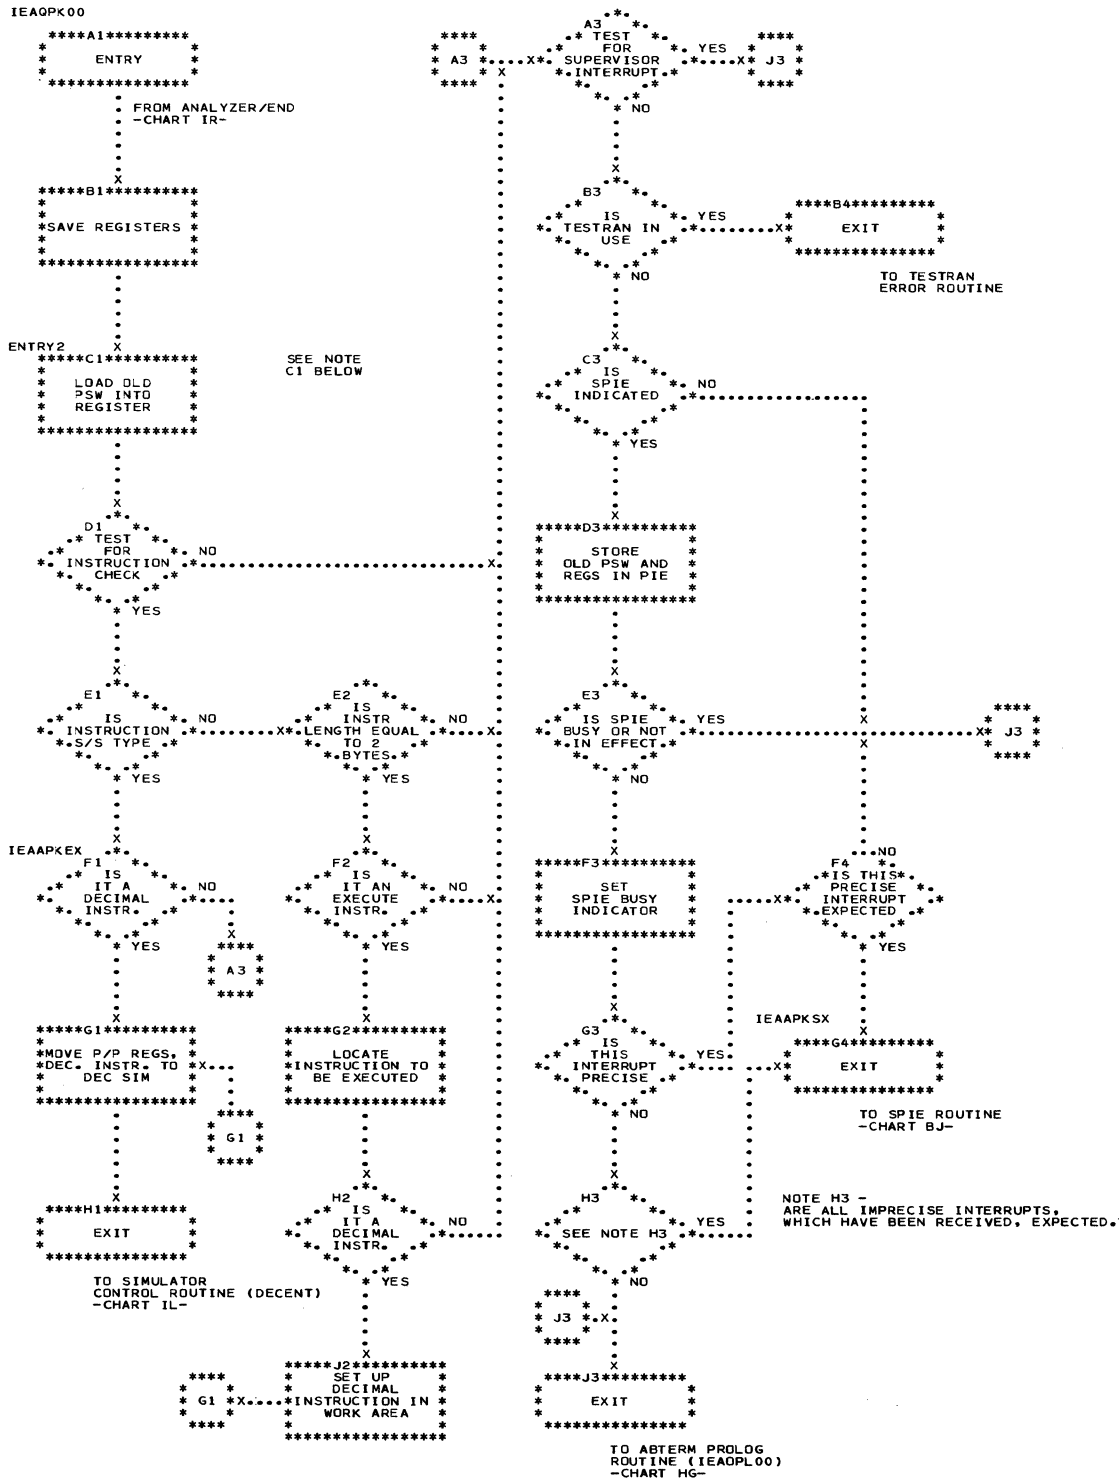 IEAQPK00
A1
ENTRY
FROM ANALYZER/END
-CHART IR-
B1
SAVE REGISTERS
ENTRY2
C1
LOAD OLD
PSW INTO
REGISTER
SEE NOTE
C1 BELOW
D1
TEST
FOR
INSTRUCTION
CHECK
NO
YES
E1
IS
INSTRUCTION
S/S TYPE
NO
YES
E2
IS
INSTR
LENGTH EQUAL
TO 2
BYTES
NO
YES
IEAAPKEX
F1
IS
IT A
DECIMAL
INSTR.
NO
YES
A3
F2
IS
IT AN
EXECUTE
INSTR.
NO
YES
G1
MOVE P/P REGS,
DEC. INSTR. TO
DEC SIM
G1
G2
LOCATE
INSTRUCTION TO
BE EXECUTED
H1
EXIT
TO SIMULATOR
CONTROL ROUTINE (DECENT)
-CHART IL-
H2
IS
IT A
DECIMAL
INSTR.
NO
YES
J2
SET UP
DECIMAL
INSTRUCTION IN
WORK AREA
G1
A3
A3
TEST
FOR
SUPERVISOR
INTERRUPT
YES
J3
NO
B3
IS
TESTRAN IN
USE
YES
NO
B4
EXIT
TO TESTRAN
ERROR ROUTINE
C3
IS
SPIE
INDICATED
NO
YES
D3
STORE
OLD PSW AND
REGS IN PIE
E3
IS SPIE
BUSY OR NOT
IN EFFECT
YES
J3
NO
F3
SET
SPIE BUSY
INDICATOR
NO
F4
IS THIS
PRECISE
INTERRUPT
EXPECTED
YES
G3
IS
THIS
INTERRUPT
PRECISE
YES
NO
IEAAPKSX
G4
EXIT
TO SPIE ROUTINE
-CHART BJ-
H3
SEE NOTE H3
YES
NO
NOTE H3 -
ARE ALL IMPRECISE INTERRUPTS,
WHICH HAVE BEEN RECEIVED, EXPECTED.
J3
J3
EXIT
TO ABTERM PROLOG
ROUTINE (IEAOPL00)
-CHART HG-